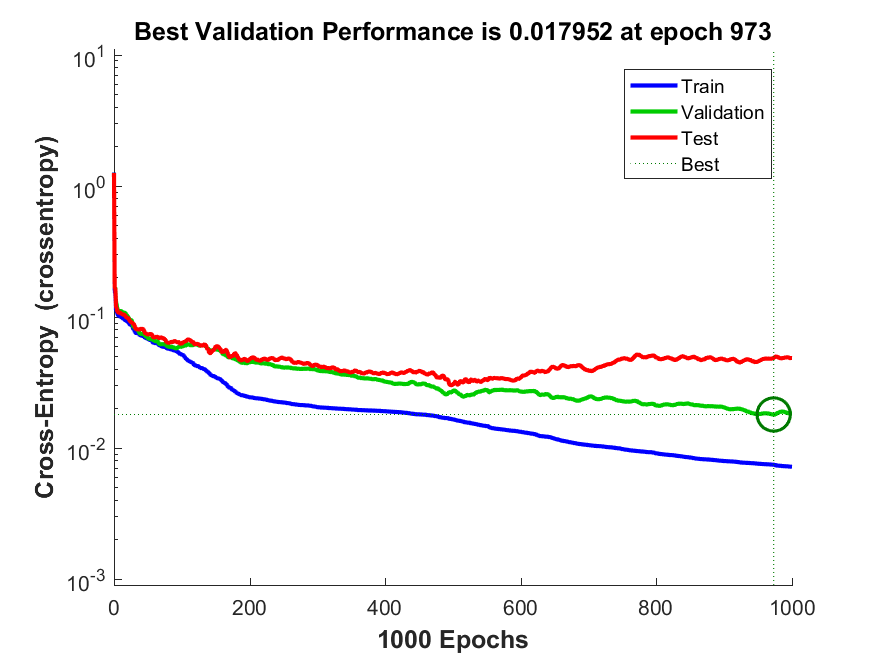 Best Validation Performance is 0.017952 at epoch 973
10^1
10^0
10^-1
10^-2
10^-3
Cross-Entropy (crossentropy)
Train
Validation
Test
Best
0 200 400 600 800 1000
1000 Epochs